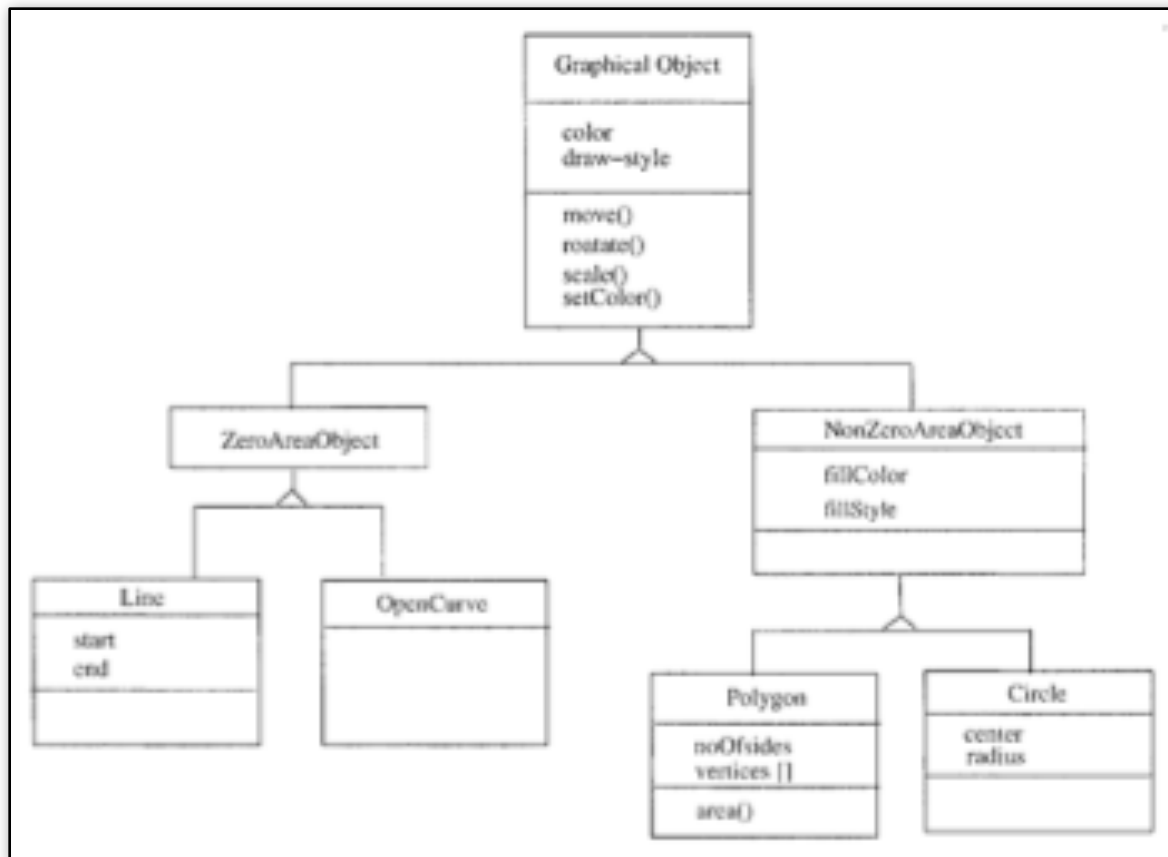 Graphical Object
color
draw-style
move()
roatate()
scale()
setColor()
ZeroAreaObject
NonZeroAreaObject
fillColor
fillStyle
Line
start
end
OpenCurve
Polygon
noOfsides
vertices []
area()
Circle
center
radius